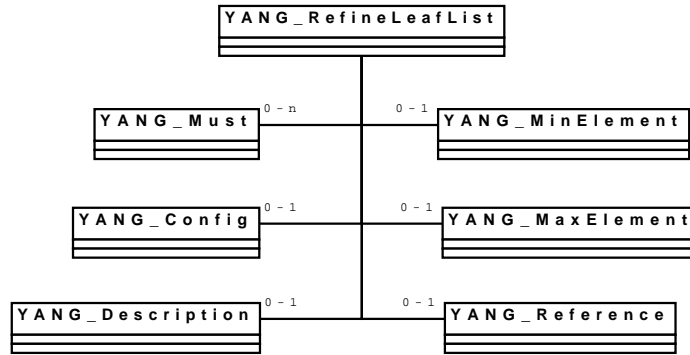 YANG_RefineLeafList
0-n
0-1
YANG_Must
YANG_MinElement
0-1
0-1
YANG_Config
YANG_MaxElement
0-1
0-1
YANG_Description
YANG_Reference